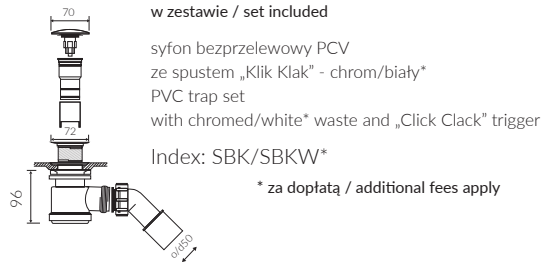 70
w zestawie / set included
syfon bezprzelewowy PCV
ze spustem „Klik Klak” - chrom/biały*
PVC trap set
with chromed/white* waste and „Click Clack” trigger
72
Index: SBK/SBKW*
* za dopłatą / additional fees apply
96
o/d50